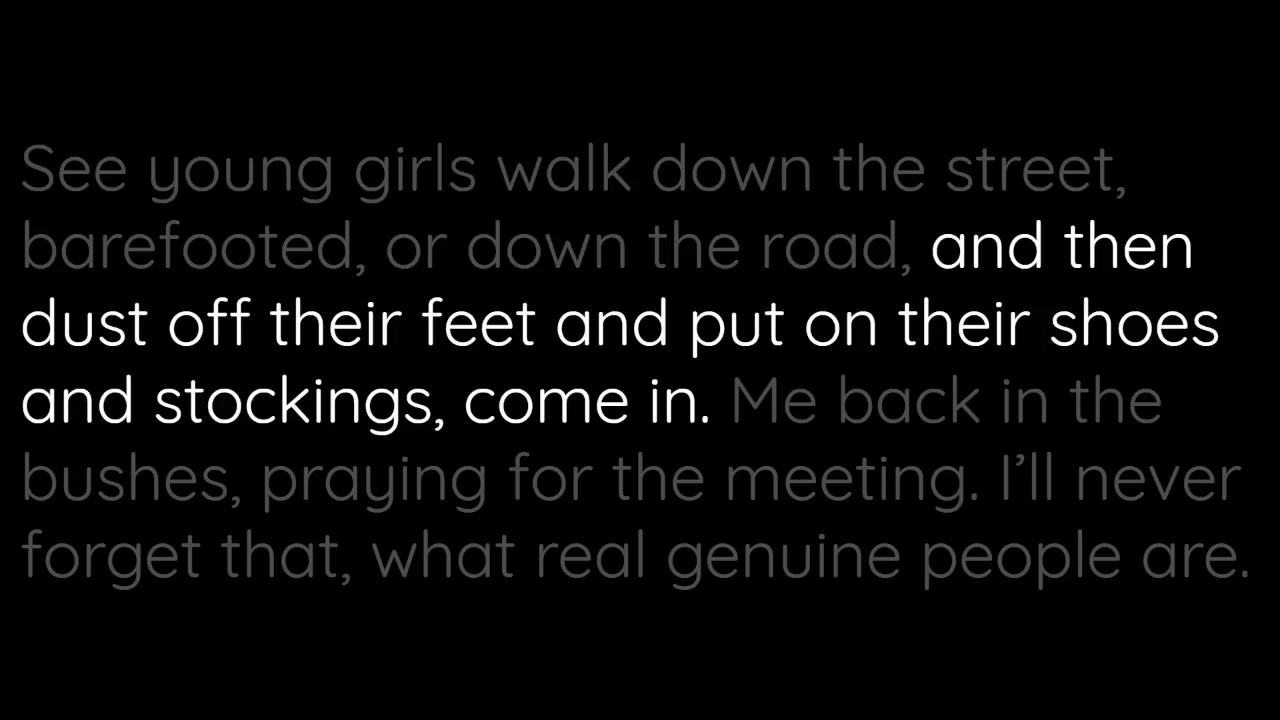 See young girls walk down the street,
barefooted, or down the road, and then
dust off their feet and put on their shoes
and stockings, come in. Me back in the
bushes, praying for the meeting. I’ll never
forget that, what real genuine people are.